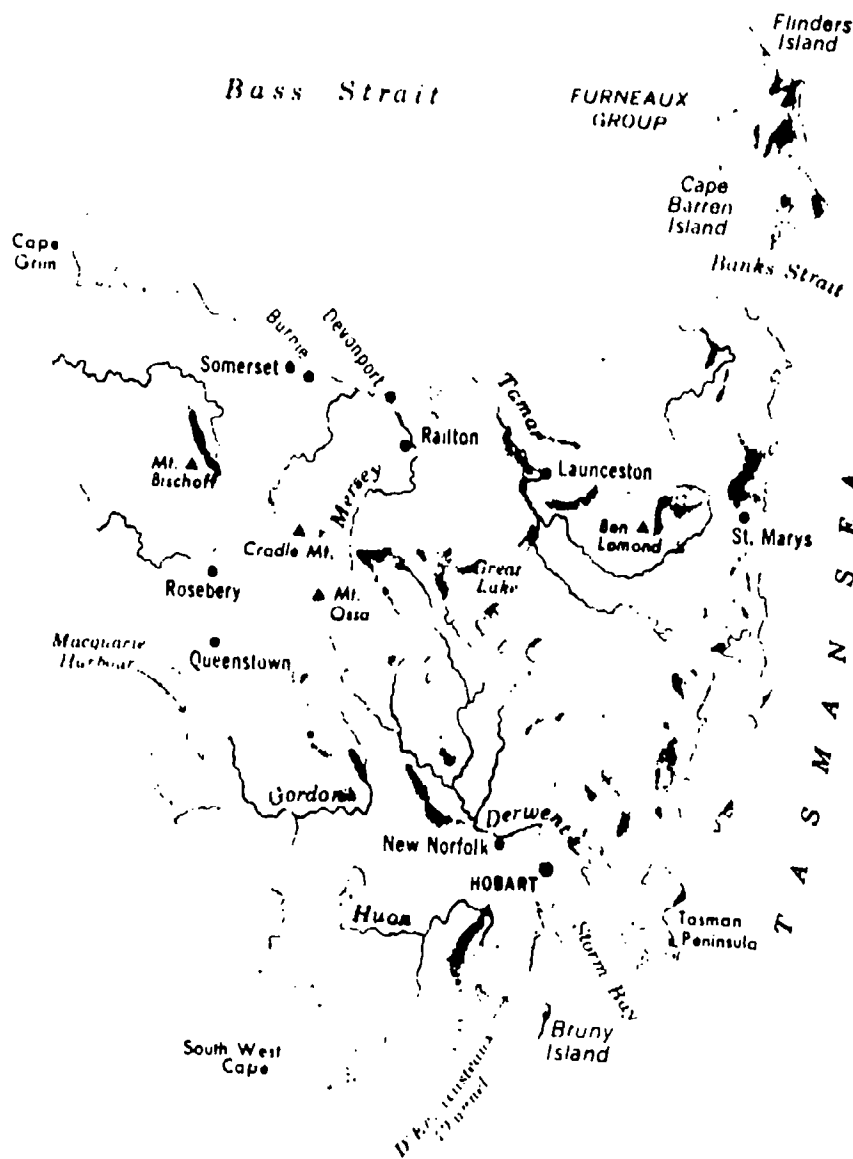 Flinders
Island
Bass Strait
FURNEAUX
GROUP
Cape
Barren
Island
Banks Strait
Cape
Grim
Burnie
Devonport
Somerset
Tamar
Railton
Mt.
Bischoff
Mersey
Launceston
Cradle Mt.
Ben
Lomond
St. Marys
Rosebery
Mt.
Ossa
Great
Lake
Macquarie
Harbour
Queenstown
TASMAN SEA
Gordon
Derwent
New Norfolk
HOBART
Huon
Tasman
Peninsula
Storm Bay
South West
Cape
Bruny
Island